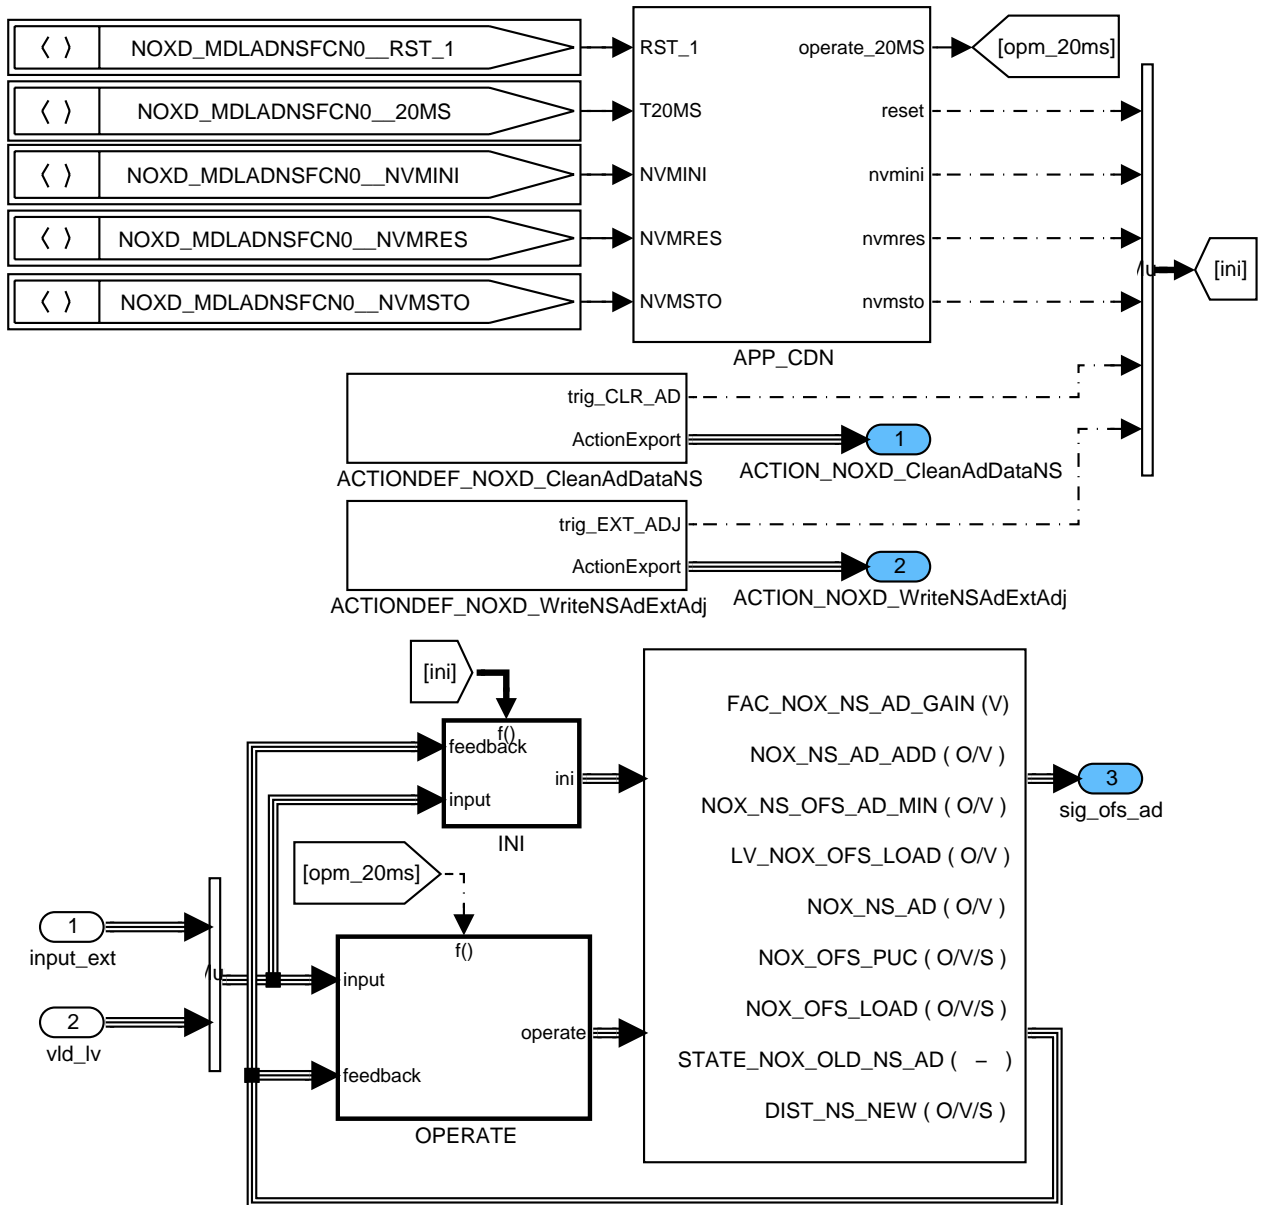 NOXD_MDLADNSFCN0__RST_1
RST_1
operate_20MS
[opm_20ms]
NOXD_MDLADNSFCN0__20MS
T20MS
reset
NOXD_MDLADNSFCN0__NVMINI
NVMINI
nvmini
NOXD_MDLADNSFCN0__NVMRES
NVMRES
nvmres
[ini]
NOXD_MDLADNSFCN0__NVMSTO
NVMSTO
nvmsto
APP_CDN
trig_CLR_AD
ActionExport
1
ACTIONDEF_NOXD_CleanAdDataNS
ACTION_NOXD_CleanAdDataNS
trig_EXT_ADJ
ActionExport
2
ACTIONDEF_NOXD_WriteNSAdExtAdj
ACTION_NOXD_WriteNSAdExtAdj
[ini]
f()
feedback
input
ini
INI
[opm_20ms]
f()
1
input_ext
2
vld_lv
input
operate
feedback
OPERATE
FAC_NOX_NS_AD_GAIN (V)
NOX_NS_AD_ADD ( O/V )
NOX_NS_OFS_AD_MIN ( O/V )
LV_NOX_OFS_LOAD ( O/V)
NOX_NS_AD ( O/V )
NOX_OFS_PUC ( O/V/S )
NOX_OFS_LOAD ( O/V/S )
STATE_NOX_OLD_NS_AD ( – )
DIST_NS_NEW ( O/V/S )
3
sig_ofs_ad